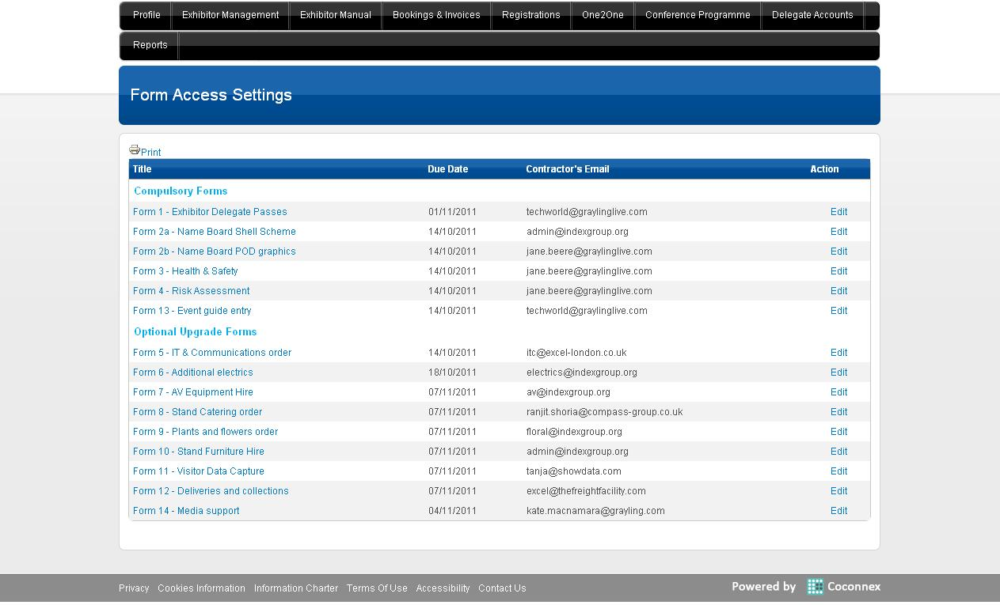 Profile Exhibitor Management Exhibitor Manual Bookings & Invoices Registrations One2One Conference Programme Delegate Accounts
Reports
Form Access Settings
Print
Title Due Date Contractor's Email Action
Compulsory Forms
Form 1 - Exhibitor Delegate Passes 01/11/2011 techworld@graylinglive.com Edit
Form 2a - Name Board Shell Scheme 14/10/2011 admin@indexgroup.org Edit
Form 2b - Name Board POD graphics 14/10/2011 jane.beere@graylinglive.com Edit
Form 3 - Health & Safety 14/10/2011 jane.beere@graylinglive.com Edit
Form 4 - Risk Assessment 14/10/2011 jane.beere@graylinglive.com Edit
Form 13 - Event guide entry 14/10/2011 techworld@graylinglive.com Edit
Optional Upgrade Forms
Form 5 - IT & Communications order 14/10/2011 itc@excel-london.co.uk Edit
Form 6 - Additional electrics 18/10/2011 electrics@indexgroup.org Edit
Form 7 - AV Equipment Hire 07/11/2011 av@indexgroup.org Edit
Form 8 - Stand Catering order 07/11/2011 ranjit.shoria@compass-group.co.uk Edit
Form 9 - Plants and flowers order 07/11/2011 floral@indexgroup.org Edit
Form 10 - Stand Furniture Hire 07/11/2011 admin@indexgroup.org Edit
Form 11 - Visitor Data Capture 07/11/2011 tanja@showdata.com Edit
Form 12 - Deliveries and collections 07/11/2011 excel@thefreightfacility.com Edit
Form 14 - Media support 04/11/2011 kate.macnamara@grayling.com Edit
Privacy Cookies Information Information Charter Terms Of Use Accessibility Contact Us Powered by Coconnex